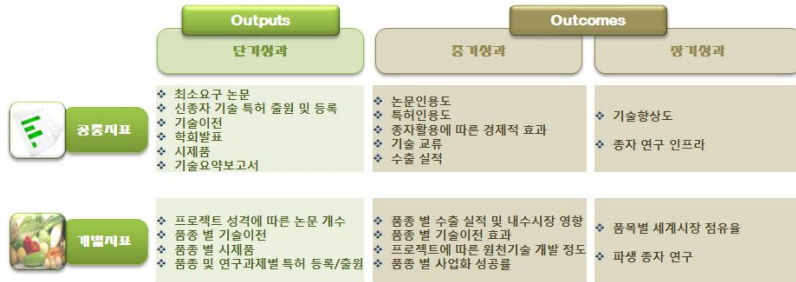 Outputs
Outcomes
단기성과
중기성과
장기성과
공통지표
❖ 최소요구 논문
❖ 신종자 기술 특허 출원 및 등록
❖ 기술이전
❖ 학회발표
❖ 시제품
❖ 기술요약보고서
❖ 논문인용도
❖ 특허인용도
❖ 종자활용에 따른 경제적 효과
❖ 기술 교류
❖ 수출 실적
❖ 기술향상도
❖ 종자 연구 인프라
개별지표
❖ 프로젝트 성격에 따른 논문 개수
❖ 품종 별 기술이전
❖ 품종 별 시제품
❖ 품종 및 연구과제별 특허 등록/출원
❖ 품종 별 수출 실적 및 내수시장 영향
❖ 품종 별 기술이전 효과
❖ 프로젝트에 따른 원천기술 개발 정도
❖ 품종 별 사업화 성공률
❖ 품목별 세계시장 점유율
❖ 파생 종자 연구